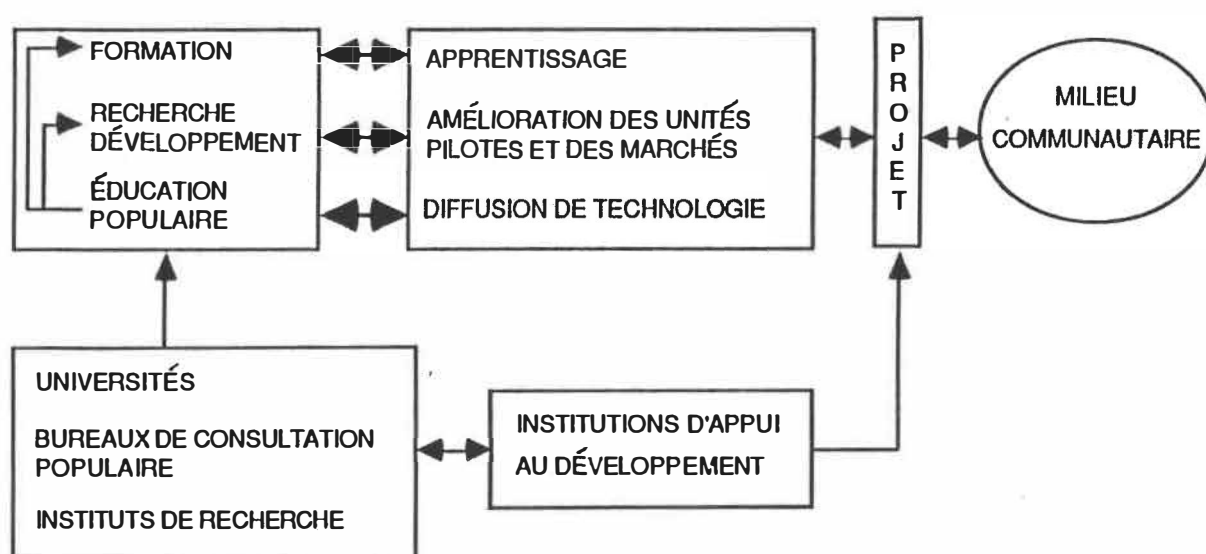 FORMATION
RECHERCHE
DÉVELOPPEMENT
ÉDUCATION
POPULAIRE
APPRENTISSAGE
AMÉLIORATION DES UNITÉS
PILOTES ET DES MARCHÉS
DIFFUSION DE TECHNOLOGIE
PROJET
MILIEU
COMMUNAUTAIRE
UNIVERSITÉS
BUREAUX DE CONSULTATION
POPULAIRE
INSTITUTS DE RECHERCHE
INSTITUTIONS D'APPUI
AU DÉVELOPPEMENT